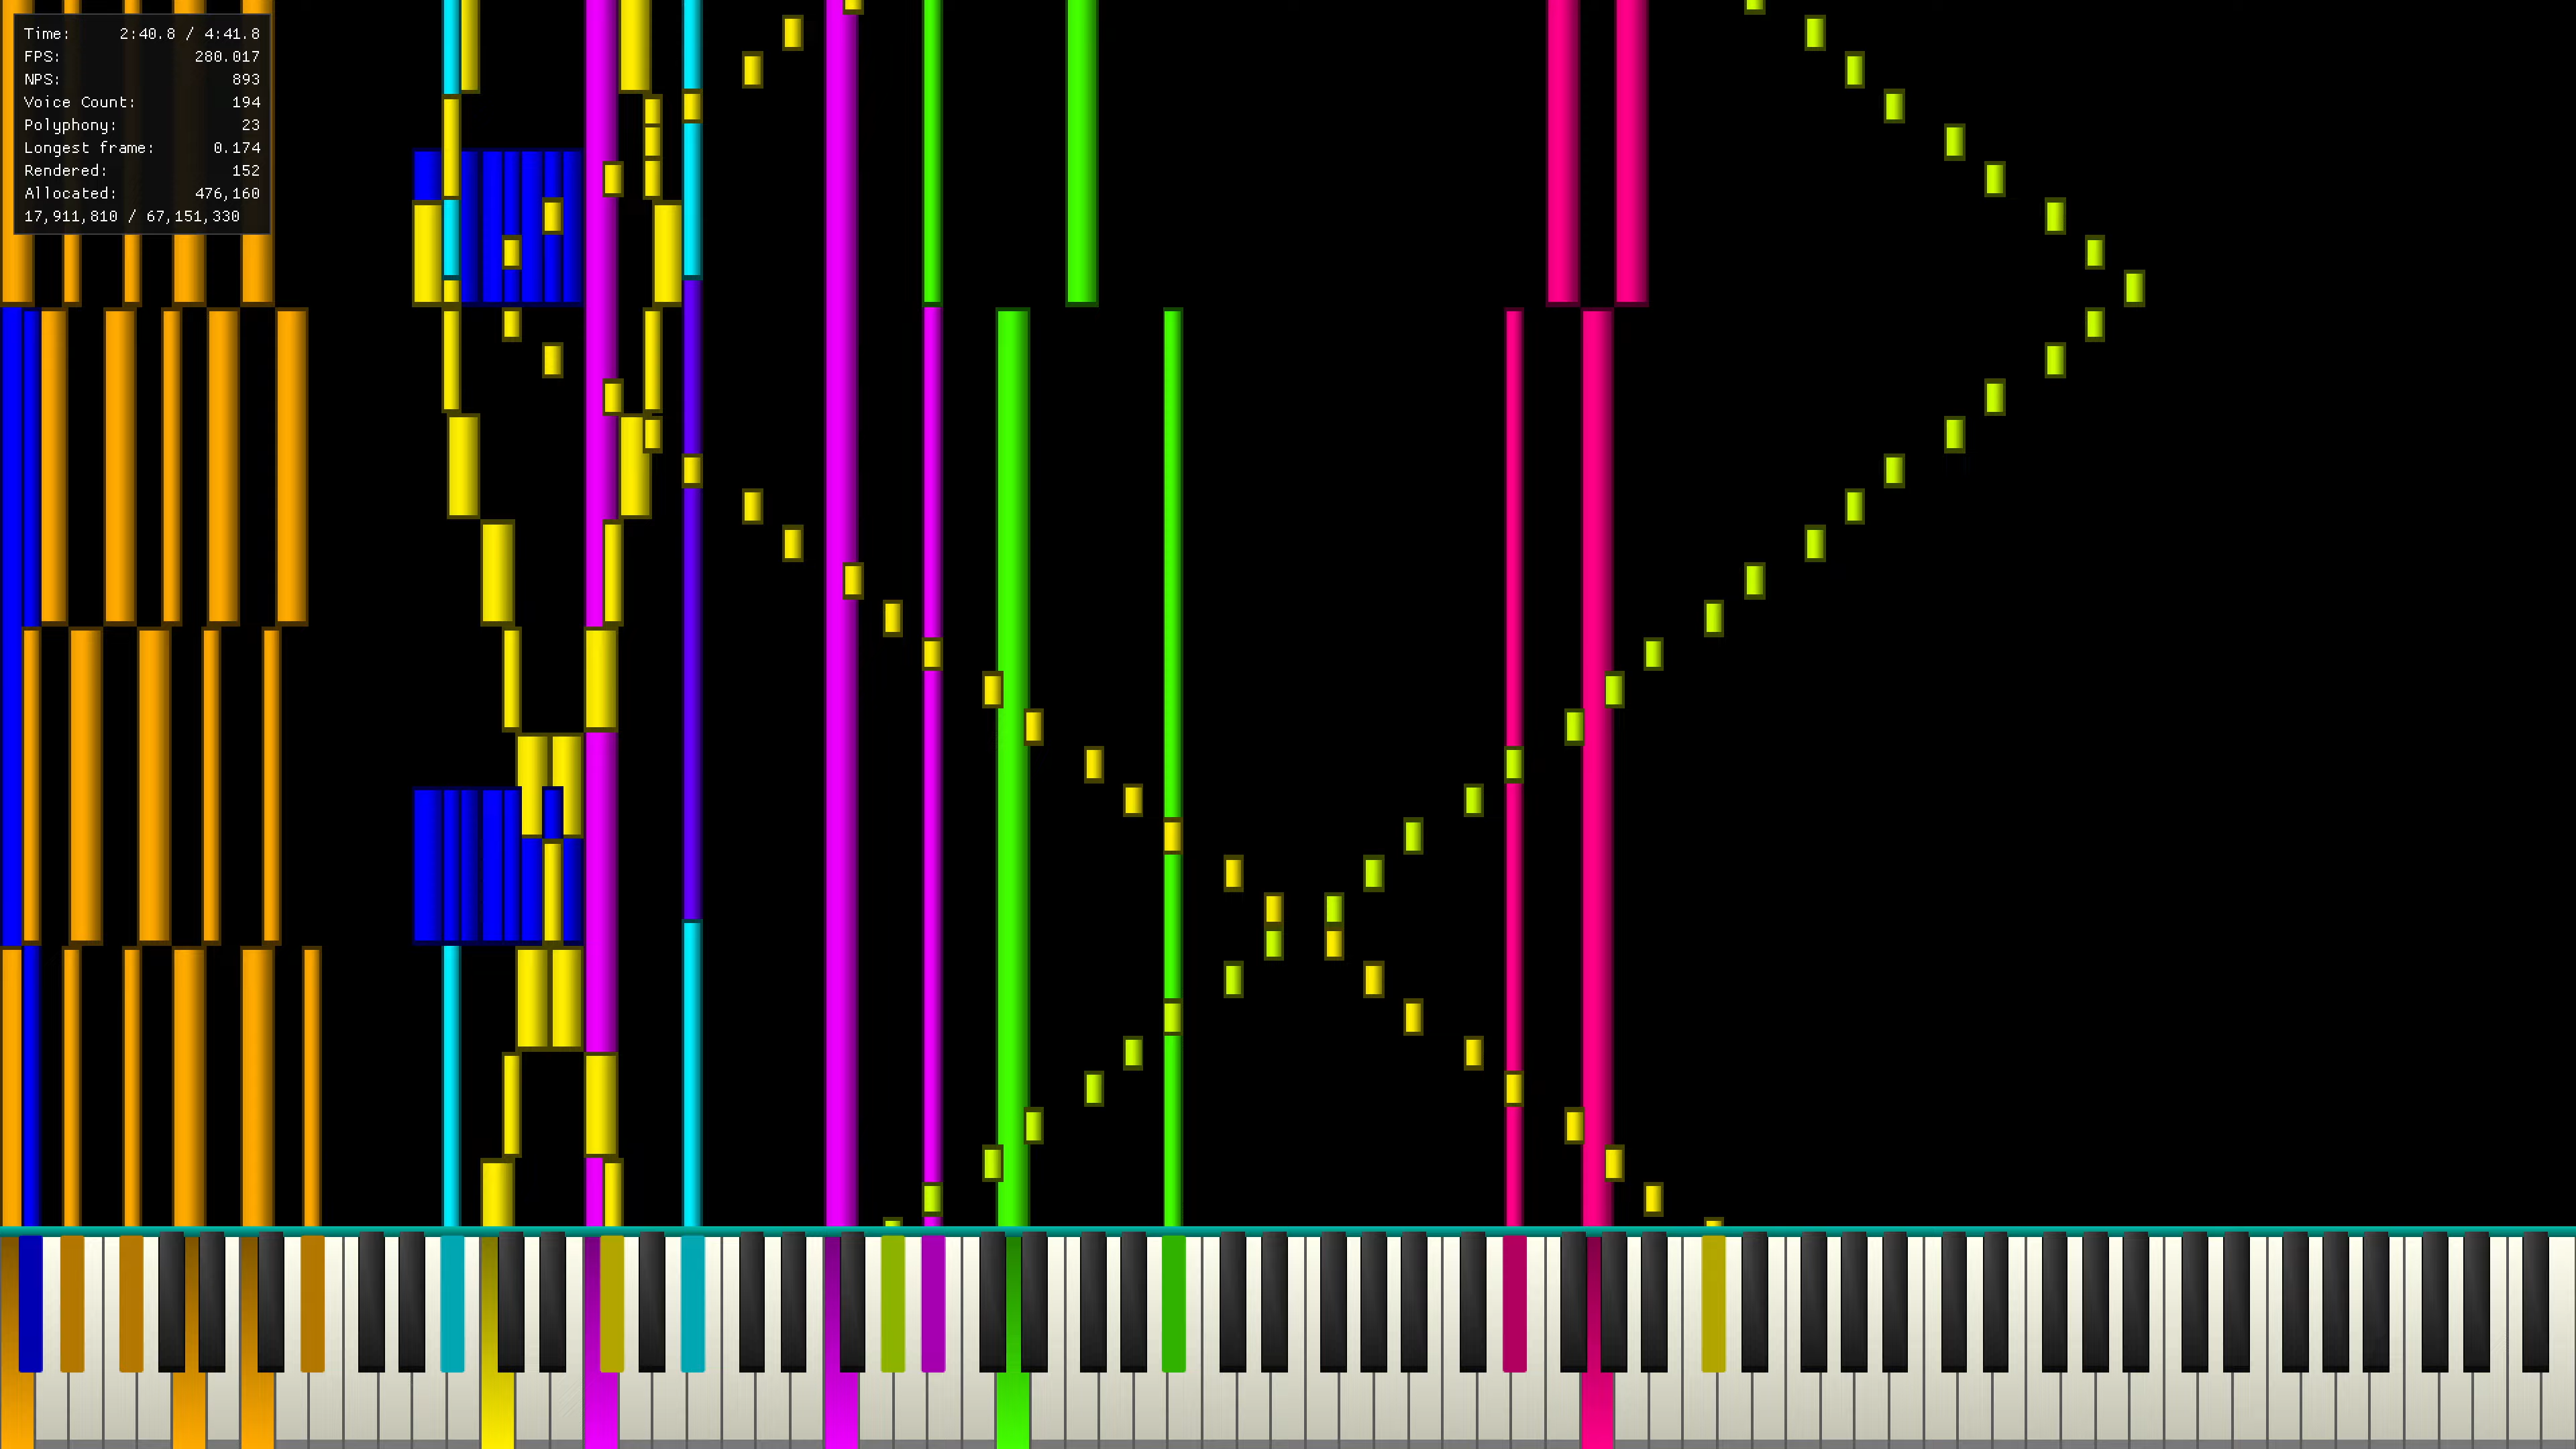 Time: 2:40.8 / 4:41.8
FPS: 280.017
NPS: 893
Voice Count: 194
Polyphony: 23
Longest frame: 0.174
Rendered: 152
Allocated: 476,160
17,911,810 / 67,151,330